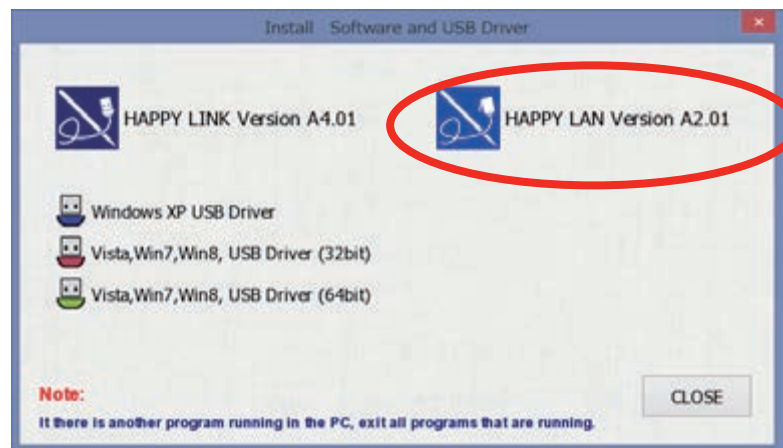 Install Software and USB Driver
HAPPY LINK Version A4.01
HAPPY LAN Version A2.01
Windows XP USB Driver
Vista,Win7,Win8, USB Driver (32bit)
Vista,Win7,Win8, USB Driver (64bit)
Note:
It there is another program running in the PC, exit all programs that are running.
CLOSE